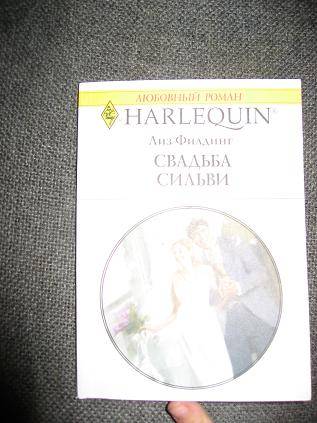 ЛЮБОВНЫЙ РОМАН
HARLEQUIN®
Лиз Филдинг
СВАДЬБА
СИЛЬВИ